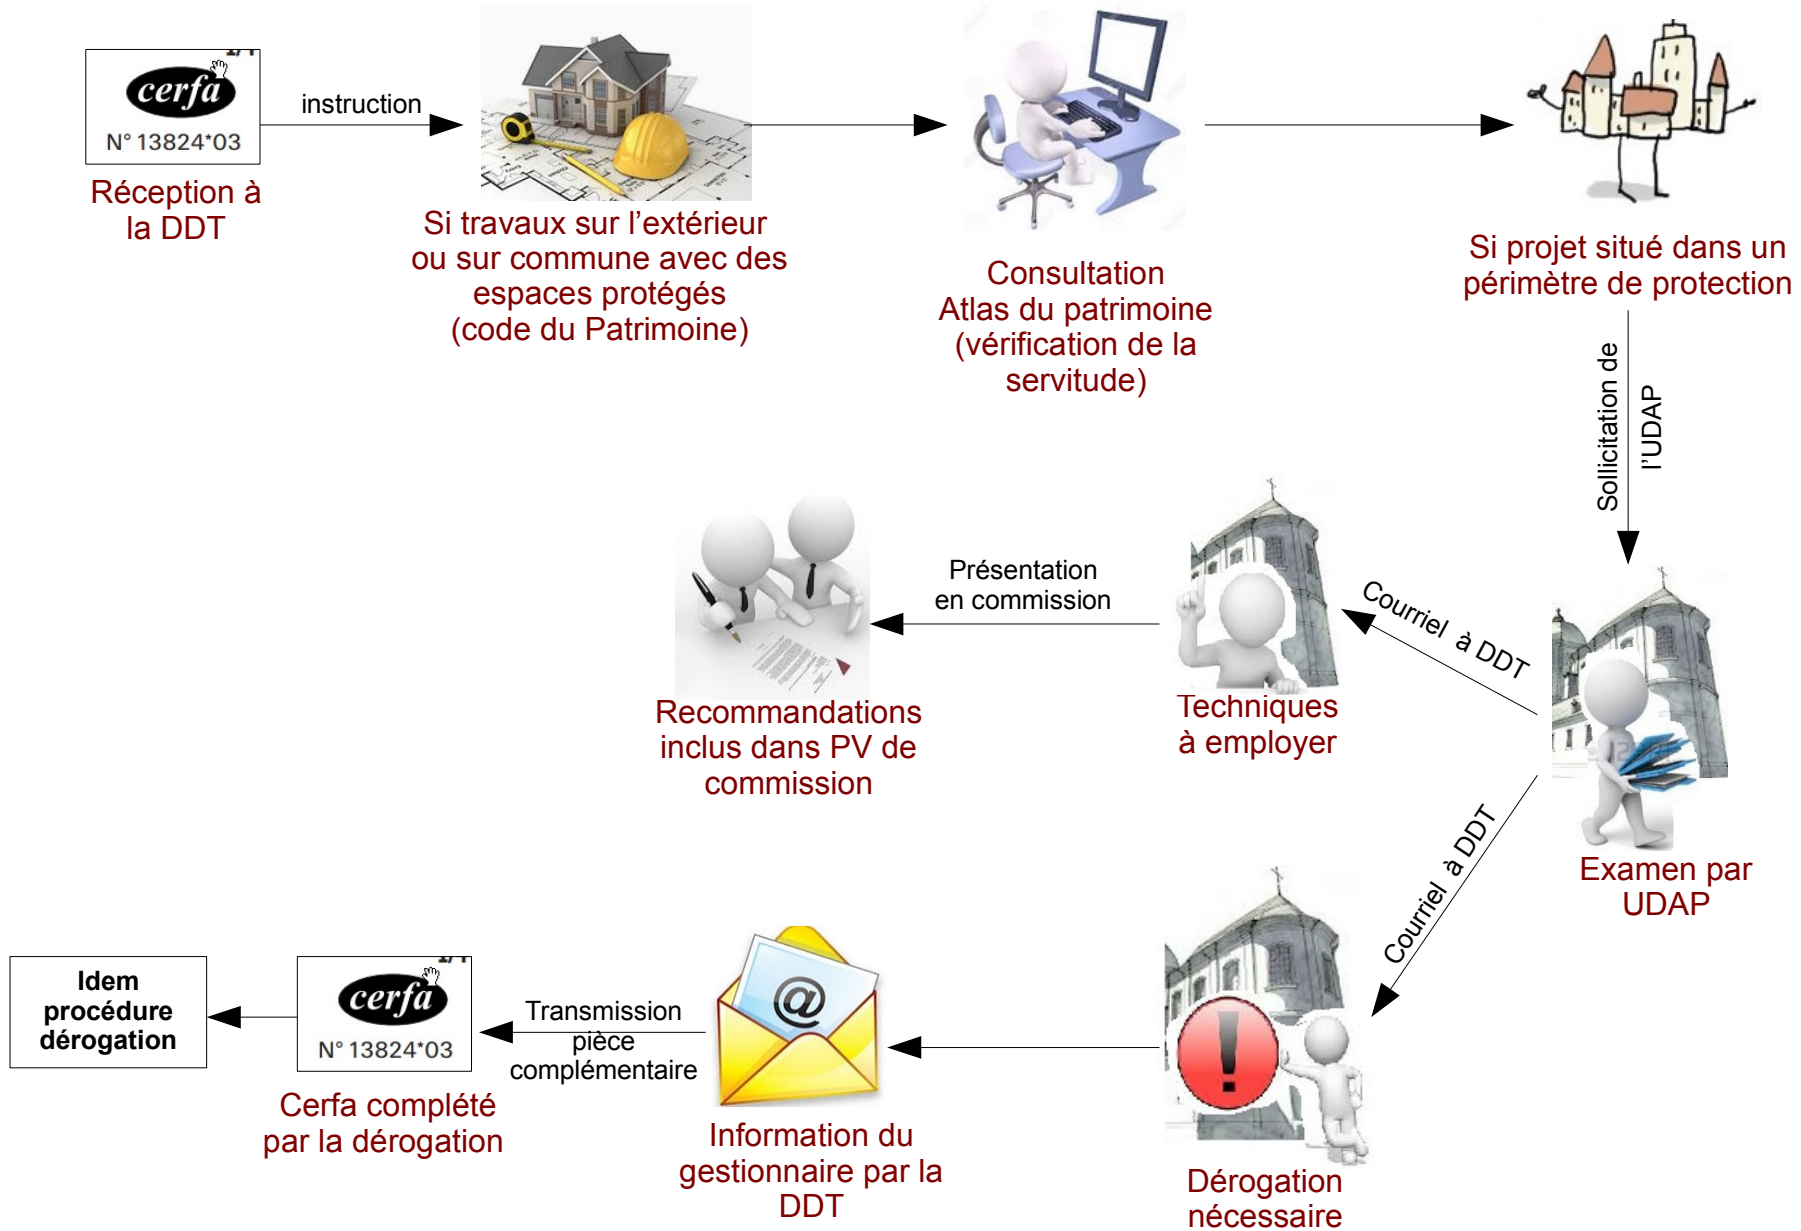 cerfa
N° 13824*03
Réception à
la DDT
instruction
Si travaux sur l'extérieur
ou sur commune avec des
espaces protégés
(code du Patrimoine)
Consultation
Atlas du patrimoine
(vérification de la
servitude)
Si projet situé dans un
périmètre de protection
Sollicitation de
l'UDAP
Examen par
UDAP
Courriel à DDT
Techniques
à employer
Présentation
en commission
Recommandations
inclus dans PV de
commission
Courriel à DDT
Dérogation
nécessaire
@
Information du
gestionnaire par la
DDT
Transmission
pièce
complémentaire
cerfa
N° 13824*03
Cerfa complété
par la dérogation
Idem
procédure
dérogation